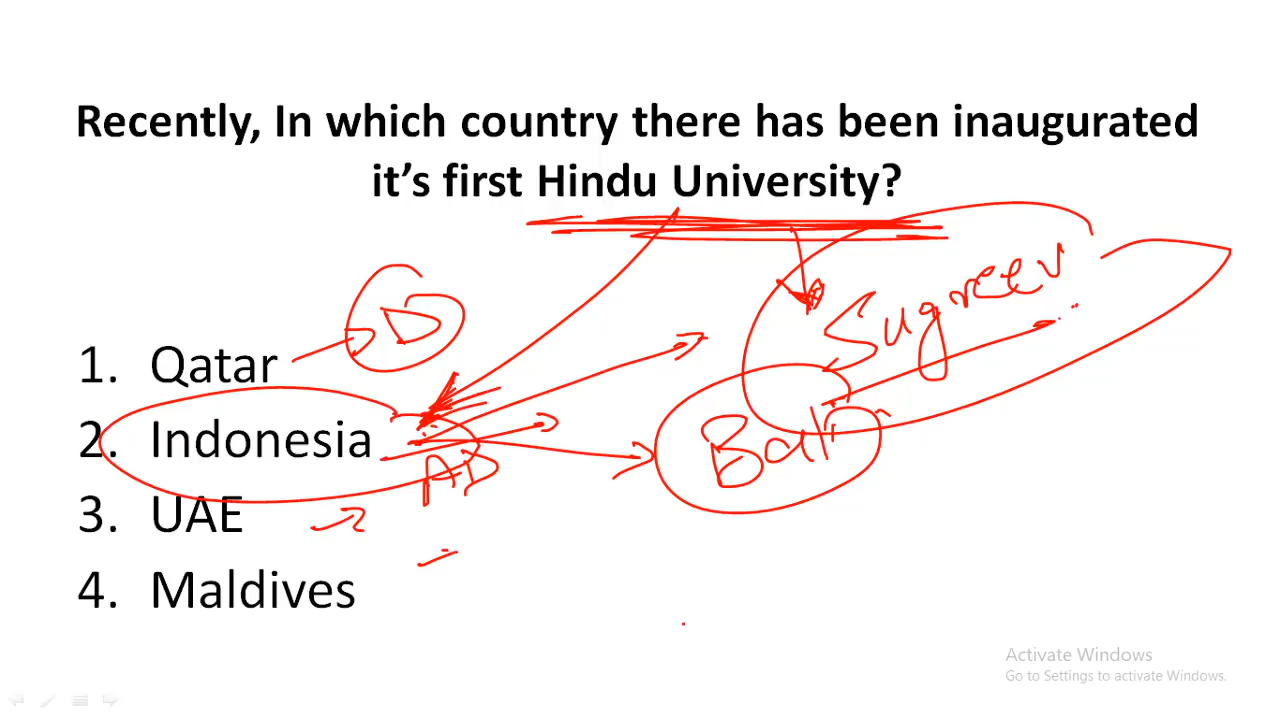 Recently, In which country there has been inaugurated
it's first Hindu University?
Sugreev
1. Qatar D
2. Indonesia Bali
AD
3. UAE
4. Maldives
Activate Windows
Go to Settings to activate Windows.